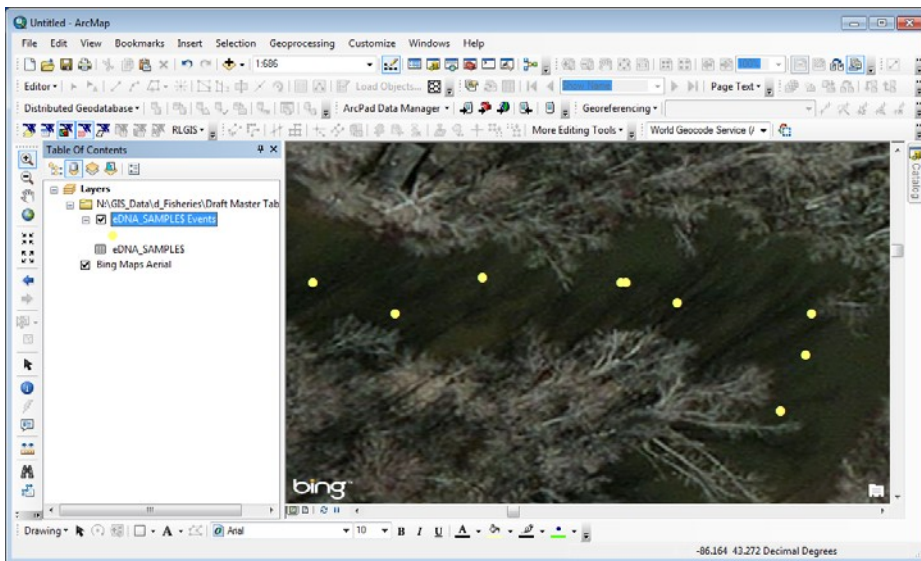 Untitled - ArcMap
File Edit View Bookmarks Insert Selection Geoprocessing Customize Windows Help
1:686
Editor Load Objects... Page Text
Distributed Geodatabase ArcPad Data Manager Georeferencing
RLGIS More Editing Tools World Geocode Service (/
Table Of Contents
Catalog
Layers
N:\GIS_Data\d_Fisheries\Draft Master Tab
eDNA_SAMPLE$ Events
eDNA_SAMPLE$
Bing Maps Aerial
bing
Drawing A Arial 10 B I U A
-86.164 43.272 Decimal Degrees